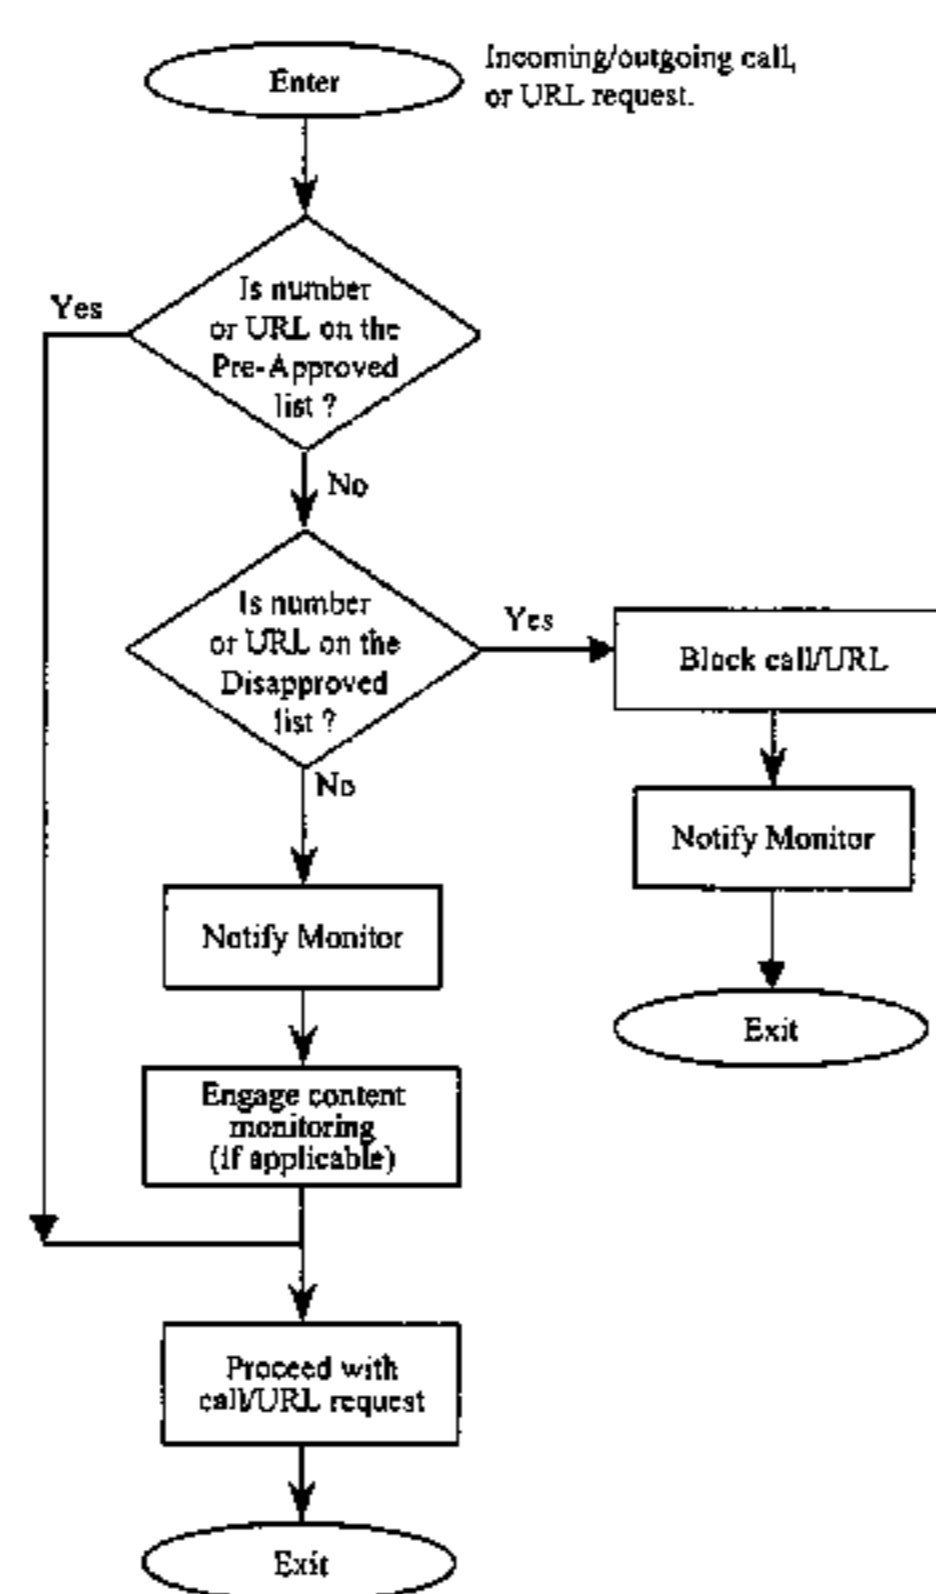 Enter
Incoming/outgoing call,
or URL request.
Is number
or URL on the
Pre-Approved
list ?
Yes
No
Is number
or URL on the
Disapproved
list ?
Yes
No
Block call/URL
Notify Monitor
Exit
Notify Monitor
Engage content
monitoring
(if applicable)
Proceed with
call/URL request
Exit